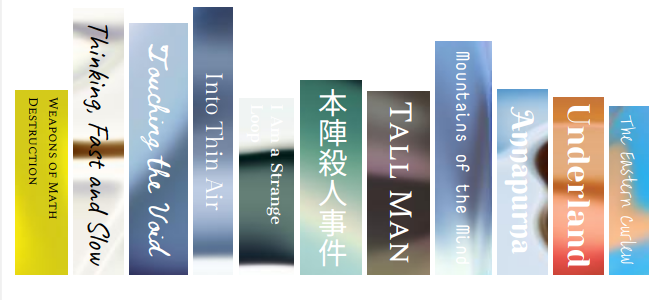 Weapons of Math
Destruction
Thinking, Fast and Slow
Touching the Void
Into Thin Air
I Am a Strange
Loop
本陣殺人事件
Tall Man
Mountains of the Mind
Annapurna
Underland
The Eastern Curlew